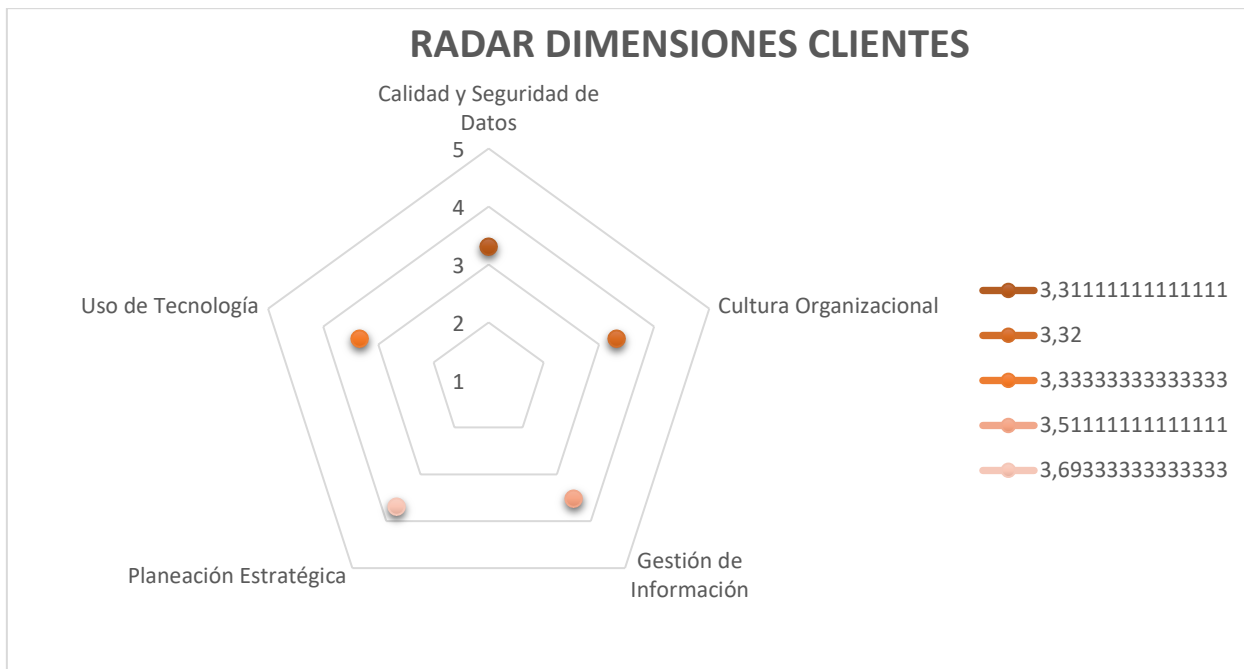 RADAR DIMENSIONES CLIENTES
Calidad y Seguridad de
Datos
5
4
3
2
1
Uso de Tecnología
Cultura Organizacional
Planeación Estratégica
Gestión de
Información
3,31111111111111
3,32
3,33333333333333
3,51111111111111
3,69333333333333